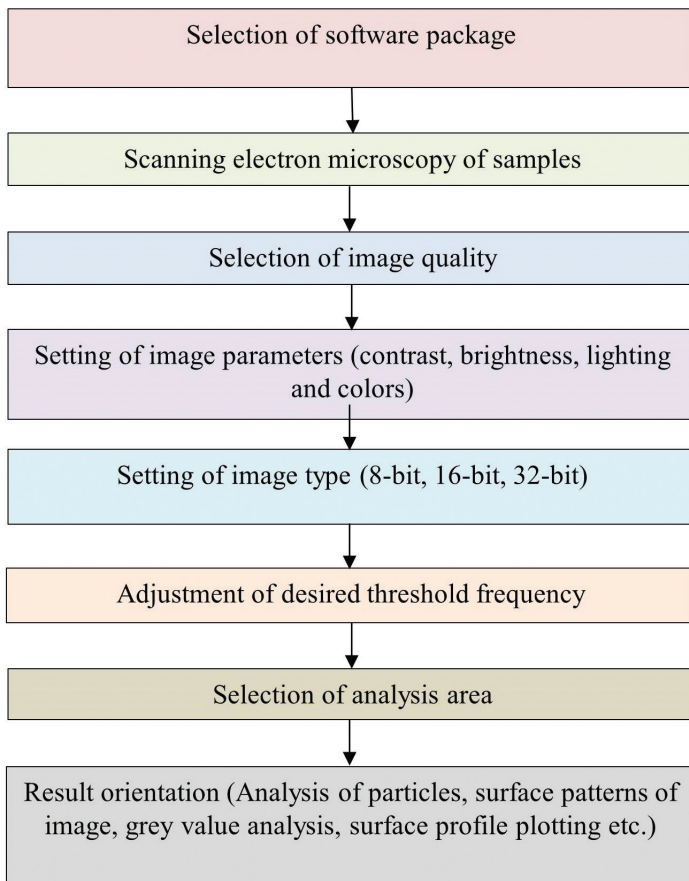 Selection of software package
Scanning electron microscopy of samples
Selection of image quality
Setting of image parameters (contrast, brightness, lighting
and colors)
Setting of image type (8-bit, 16-bit, 32-bit)
Adjustment of desired threshold frequency
Selection of analysis area
Result orientation (Analysis of particles, surface patterns of
image, grey value analysis, surface profile plotting etc.)